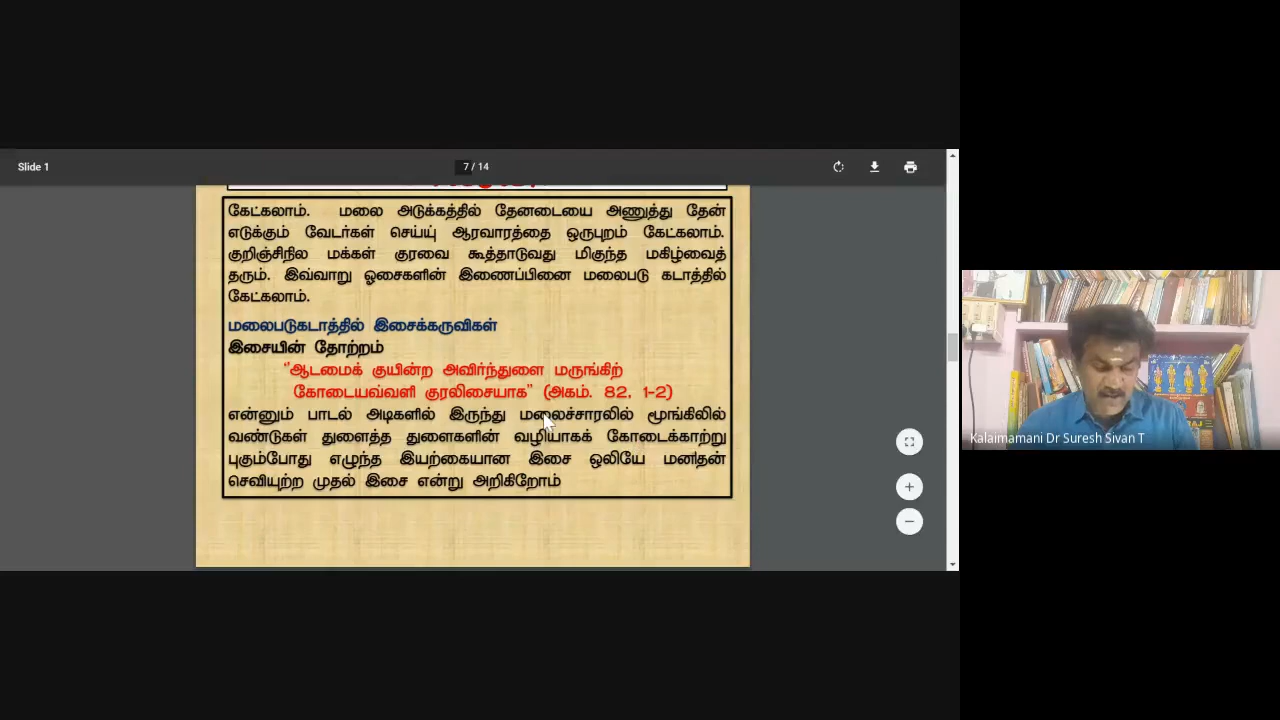 Slide 1
7 / 14
கேட்கலாம். மலை அடுக்கத்தில் தேனடையை அணுத்து தேன்
எடுக்கும் வேடர்கள் செய்யு் ஆரவாரத்தை ஒருபுறம் கேட்கலாம்.
குறிஞ்சிநில மக்கள் குரவை கூத்தாடுவது மிகுந்த மகிழ்வைத்
தரும். இவ்வாறு ஓசைகளின் இணைப்பினை மலைபடு கடாத்தில்
கேட்கலாம்.
மலைபடுகடாத்தில் இசைக்கருவிகள்
இசையின் தோற்றம்
"ஆடமைக் குயின்ற அவிர்ந்துளை மருங்கிற்
கோடையவ்வளி குரலிசையாக" (அகம். 82, 1-2)
என்னும் பாடல் அடிகளில் இருந்து மலைச்சாரலில் மூங்கிலில்
வண்டுகள் துளைத்த துளைகளின் வழியாகக் கோடைக்காற்று
புகும்போது எழுந்த இயற்கையான இசை ஒலியே மனிதன்
செவியுற்ற முதல் இசை என்று அறிகிறோம்
Kalaimamani Dr Suresh Sivan T